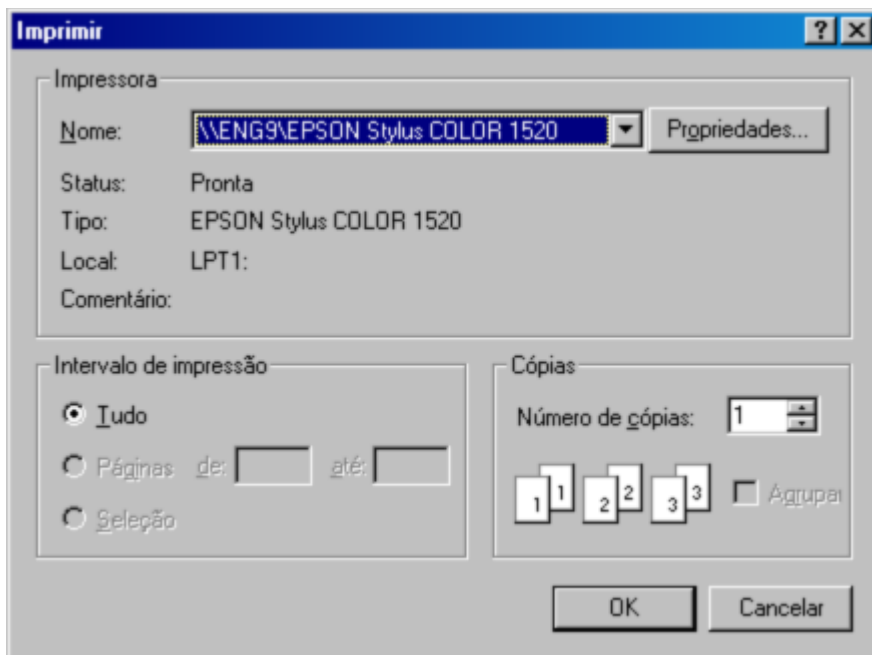 Imprimir
Impressora
Nome: \\ENG9\EPSON Stylus COLOR 1520 Propriedades...
Status: Pronta
Tipo: EPSON Stylus COLOR 1520
Local: LPT1:
Comentário:
Intervalo de impressão
Tudo
Páginas de: até:
Seleção
Cópias
Número de cópias: 1
1 1 2 2 3 3 Agrupar
OK Cancelar